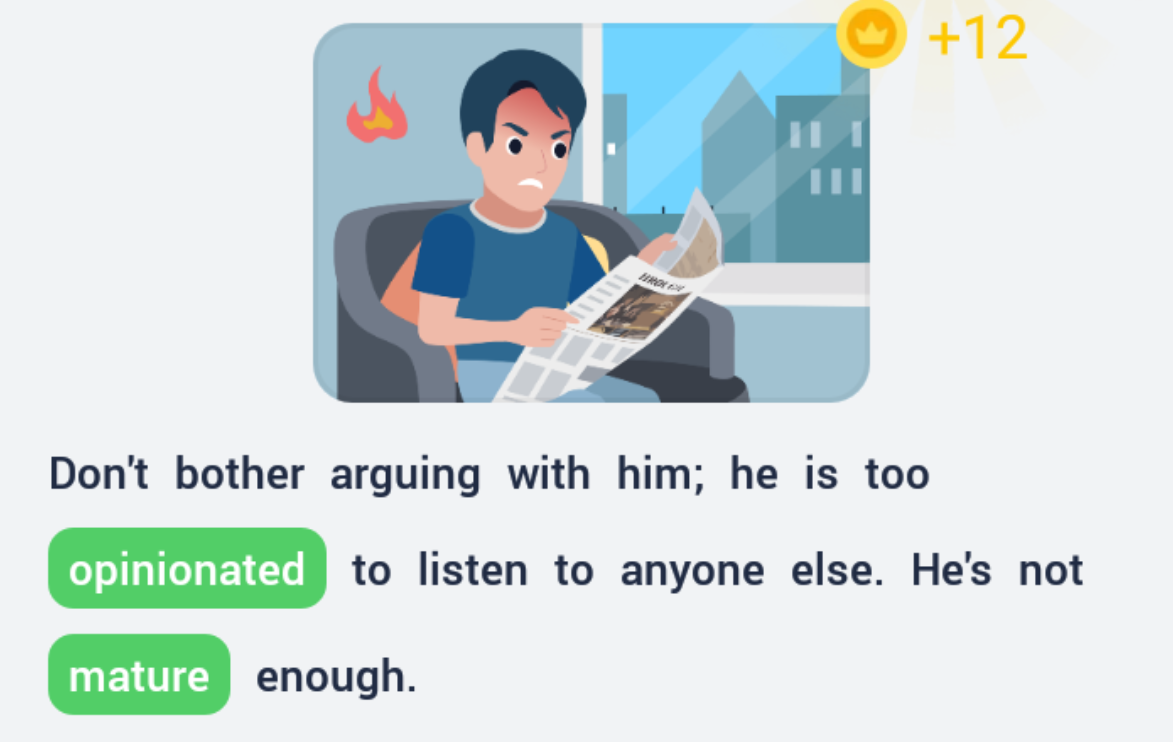 +12
Don't bother arguing with him; he is too
opinionated to listen to anyone else. He's not
mature enough.